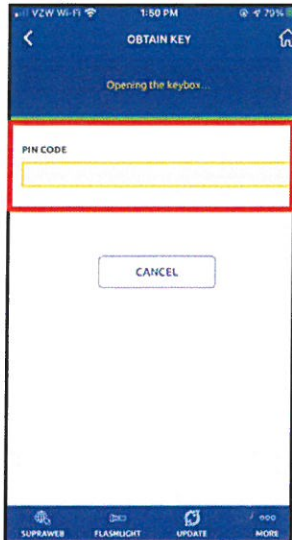 VZW Wi-Fi 1:50 PM 79%
OBTAIN KEY
Opening the keybox...
PIN CODE
CANCEL
SUPRAWEB FLASHLIGHT UPDATE MORE